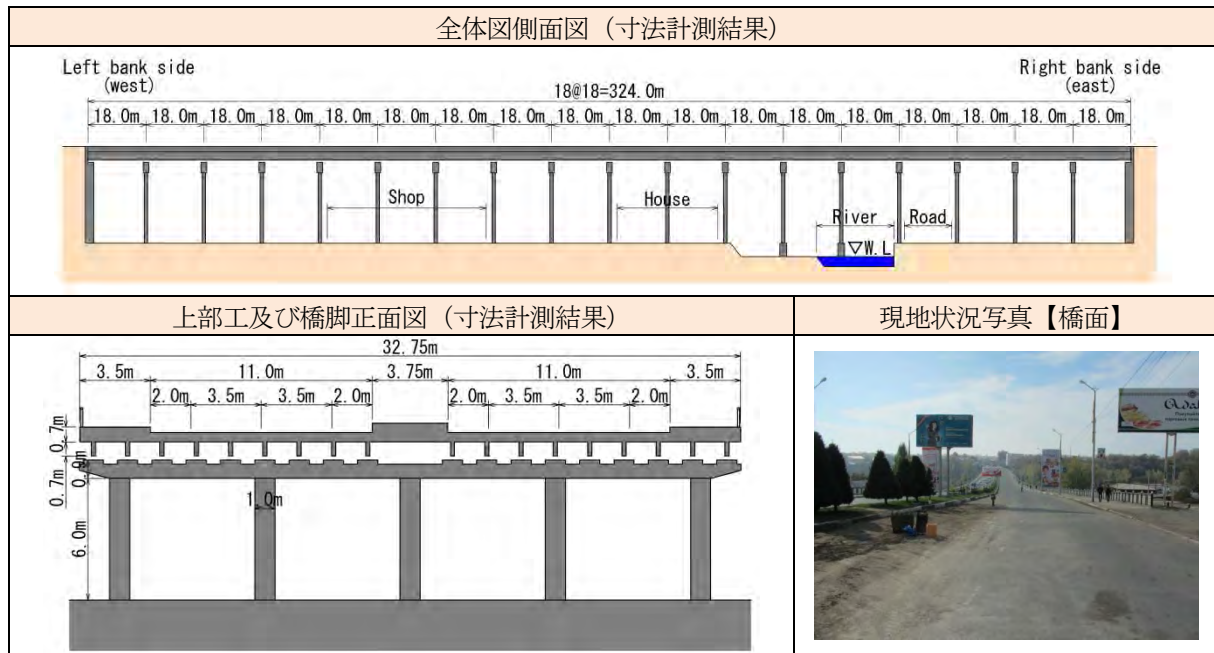 全体図側面図（寸法計測結果）
Left bank side
(west)
Right bank side
(east)
18@18=324.0m
18.0m 18.0m 18.0m 18.0m 18.0m 18.0m 18.0m 18.0m 18.0m 18.0m 18.0m 18.0m 18.0m 18.0m 18.0m 18.0m 18.0m 18.0m
Shop
House
River
Road
▽W.L
上部工及び橋脚正面図（寸法計測結果）
32.75m
3.5m 11.0m 3.75m 11.0m 3.5m
2.0m 3.5m 3.5m 2.0m 2.0m 3.5m 3.5m 2.0m
0.7m
0.7m
1.0m
6.0m
現地状況写真【橋面】